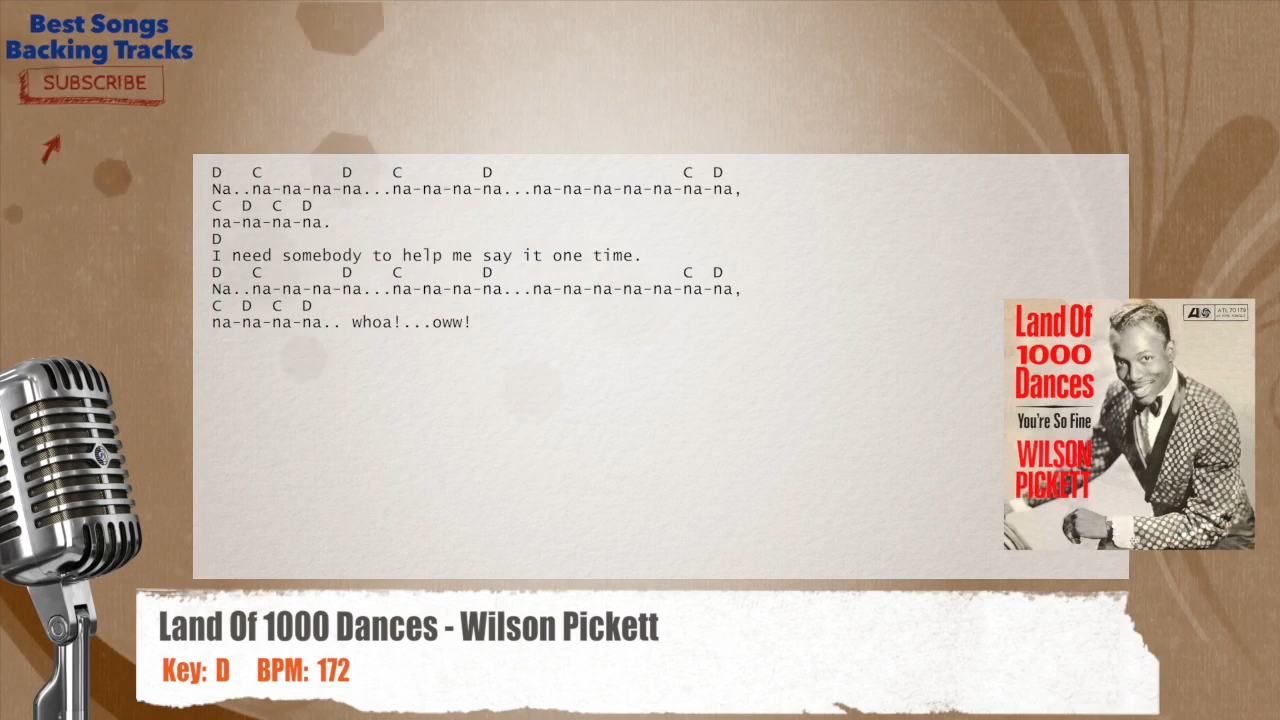 Best Songs
Backing Tracks
SUBSCRIBE
D   C        D    C        D                   C  D
Na..na-na-na-na...na-na-na-na...na-na-na-na-na-na-na,
C  D  C  D
na-na-na-na.
D
I need somebody to help me say it one time.
D   C        D    C        D                   C  D
Na..na-na-na-na...na-na-na-na...na-na-na-na-na-na-na,
C  D  C  D
na-na-na-na.. whoa!...oww!
Land Of
1000
Dances
You're So Fine
WILSON
PICKETT
ATL 70 179
Land Of 1000 Dances - Wilson Pickett
Key: D BPM: 172